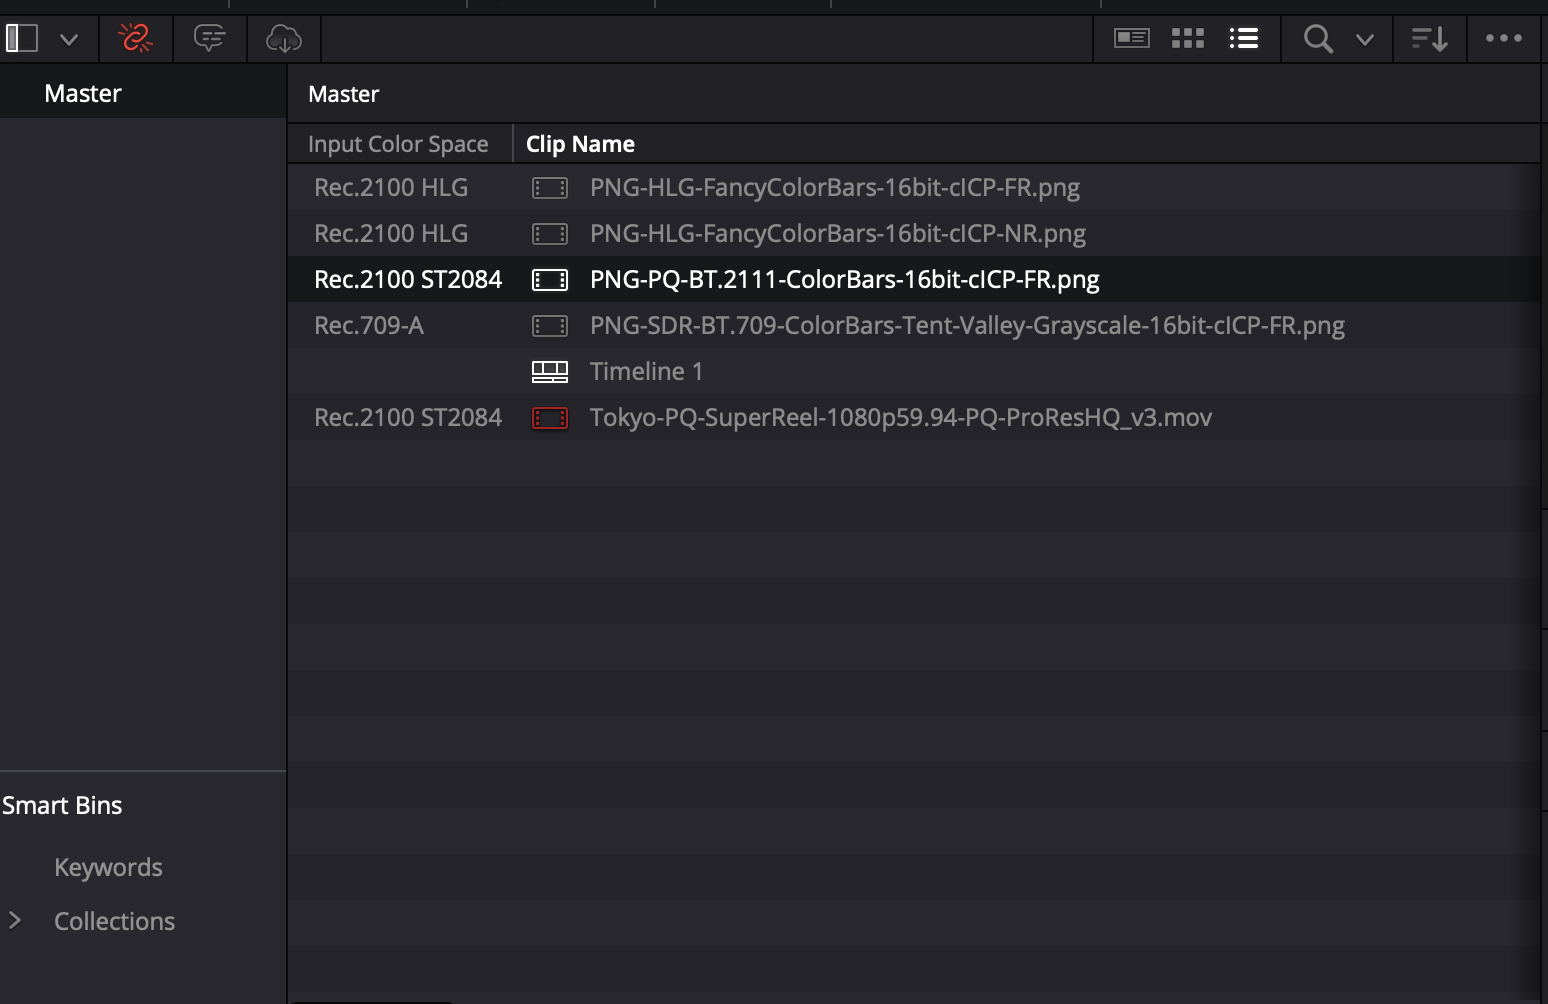 Master
Master
Input Color Space Clip Name
Rec.2100 HLG PNG-HLG-FancyColorBars-16bit-cICP-FR.png
Rec.2100 HLG PNG-HLG-FancyColorBars-16bit-cICP-NR.png
Rec.2100 ST2084 PNG-PQ-BT.2111-ColorBars-16bit-cICP-FR.png
Rec.709-A PNG-SDR-BT.709-ColorBars-Tent-Valley-Grayscale-16bit-cICP-FR.png
Timeline 1
Rec.2100 ST2084 Tokyo-PQ-SuperReel-1080p59.94-PQ-ProResHQ_v3.mov
Smart Bins
Keywords
Collections